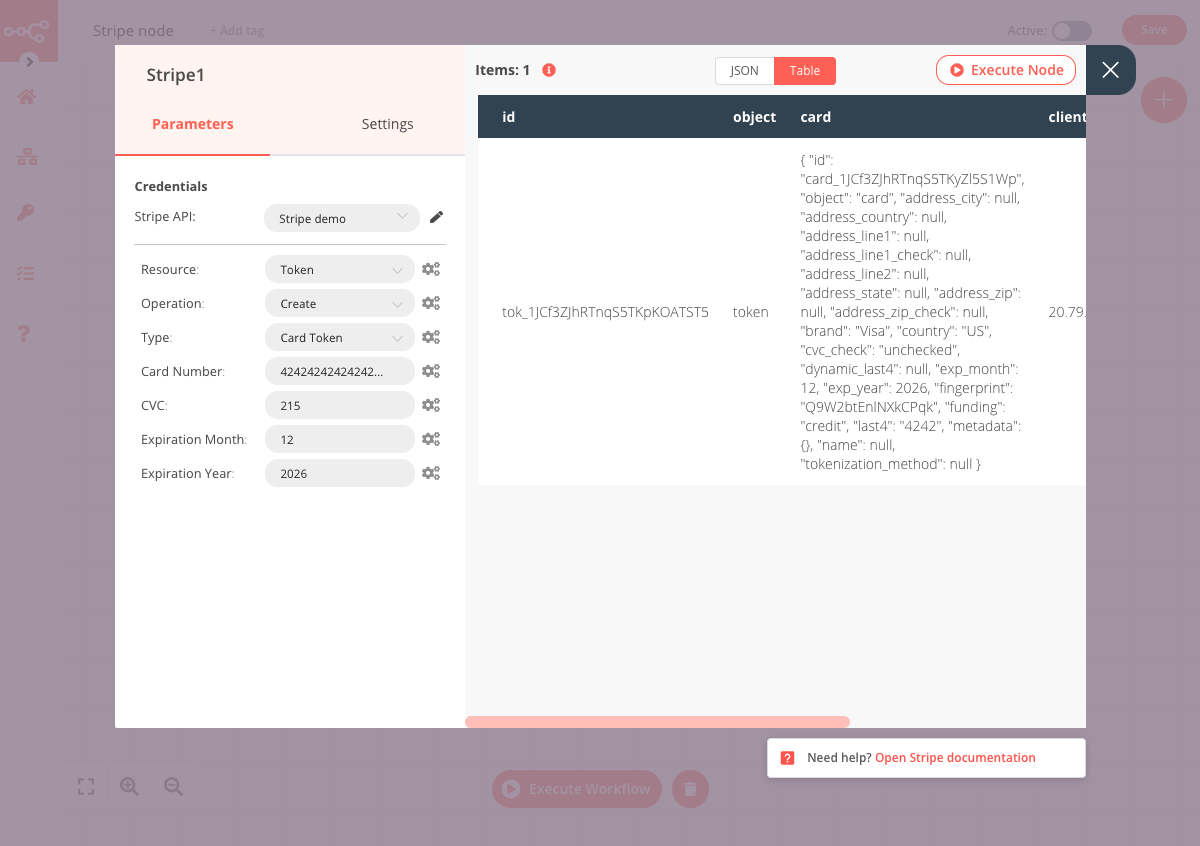 Stripe node
+ Add tag
Active:
Save
Stripe1
Parameters
Settings
Credentials
Stripe API:
Stripe demo
Resource:
Token
Operation:
Create
Type:
Card Token
Card Number:
42424242424242...
CVC:
215
Expiration Month:
12
Expiration Year:
2026
Items: 1
JSON
Table
Execute Node
id
object
card
client
tok_1JCf3ZJhRTnqS5TKpKOATST5
token
{ "id":
"card_1JCf3ZJhRTnqS5TKyZl5S1Wp",
"object": "card", "address_city": null,
"address_country": null,
"address_line1": null,
"address_line1_check": null,
"address_line2": null,
"address_state": null, "address_zip":
null, "address_zip_check": null,
"brand": "Visa", "country": "US",
"cvc_check": "unchecked",
"dynamic_last4": null, "exp_month":
12, "exp_year": 2026, "fingerprint":
"Q9W2btEnlNXkCPqk", "funding":
"credit", "last4": "4242", "metadata":
{}, "name": null,
"tokenization_method": null }
20.79.
Need help? Open Stripe documentation
Execute Workflow